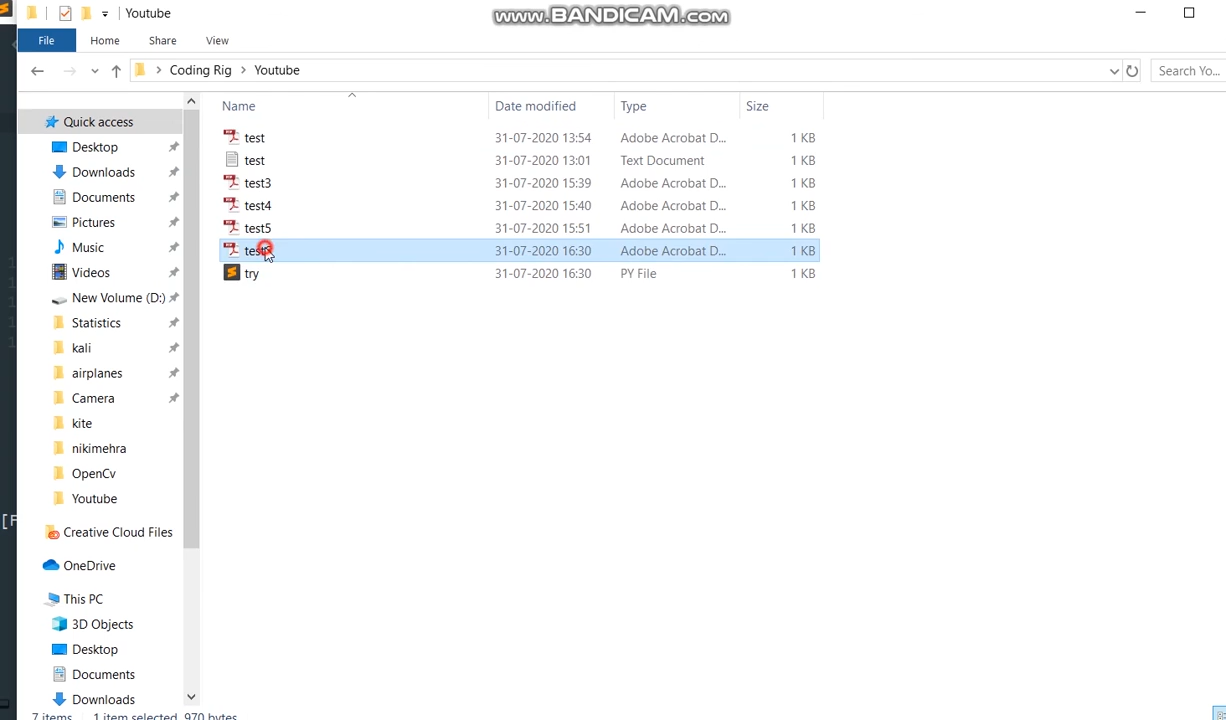 Youtube
www.BANDICAM.com
File Home Share View
Coding Rig Youtube
Search Yo...
Name Date modified Type Size
Quick access
Desktop
Downloads
Documents
Pictures
Music
Videos
New Volume (D:)
Statistics
kali
airplanes
Camera
kite
nikimehra
OpenCv
Youtube
Creative Cloud Files
OneDrive
This PC
3D Objects
Desktop
Documents
Downloads
test 31-07-2020 13:54 Adobe Acrobat D... 1 KB
test 31-07-2020 13:01 Text Document 1 KB
test3 31-07-2020 15:39 Adobe Acrobat D... 1 KB
test4 31-07-2020 15:40 Adobe Acrobat D... 1 KB
test5 31-07-2020 15:51 Adobe Acrobat D... 1 KB
31-07-2020 16:30 Adobe Acrobat D... 1 KB
try 31-07-2020 16:30 PY File 1 KB
7 items 1 item selected 970 bytes